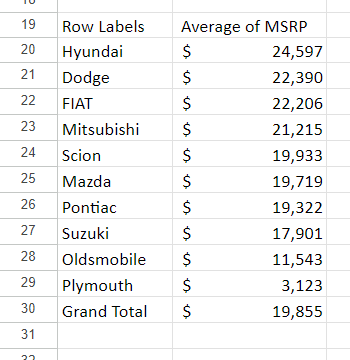 19 Row Labels Average of MSRP
20 Hyundai $ 24,597
21 Dodge $ 22,390
22 FIAT $ 22,206
23 Mitsubishi $ 21,215
24 Scion $ 19,933
25 Mazda $ 19,719
26 Pontiac $ 19,322
27 Suzuki $ 17,901
28 Oldsmobile $ 11,543
29 Plymouth $ 3,123
30 Grand Total $ 19,855
31